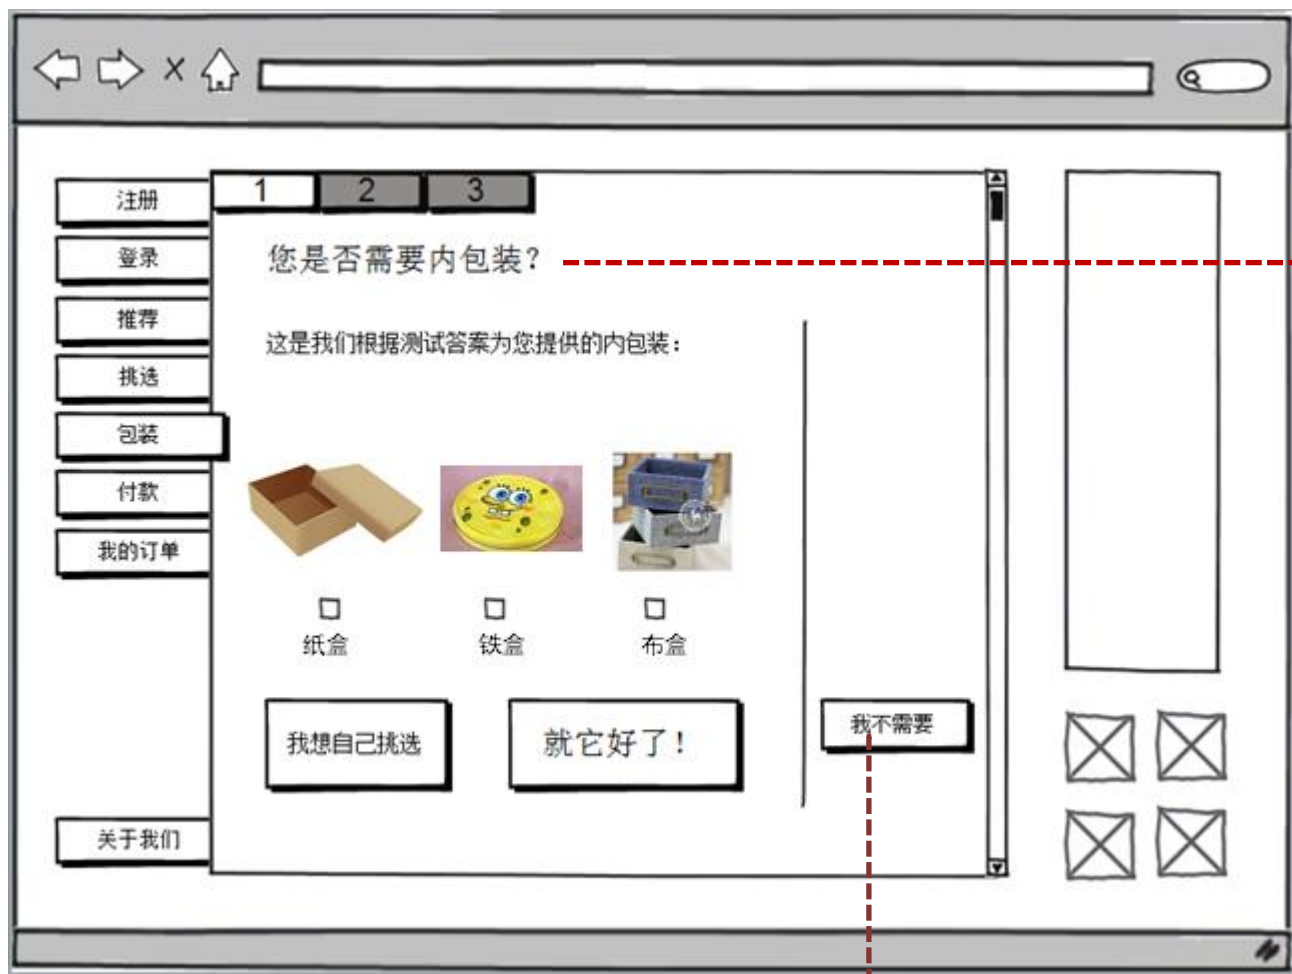 1 2 3
注册
登录
推荐
挑选
包装
付款
我的订单
关于我们
您是否需要内包装？
这是我们根据测试答案为您提供的内包装：
纸盒 铁盒 布盒
我想自己挑选
就它好了！
我不需要